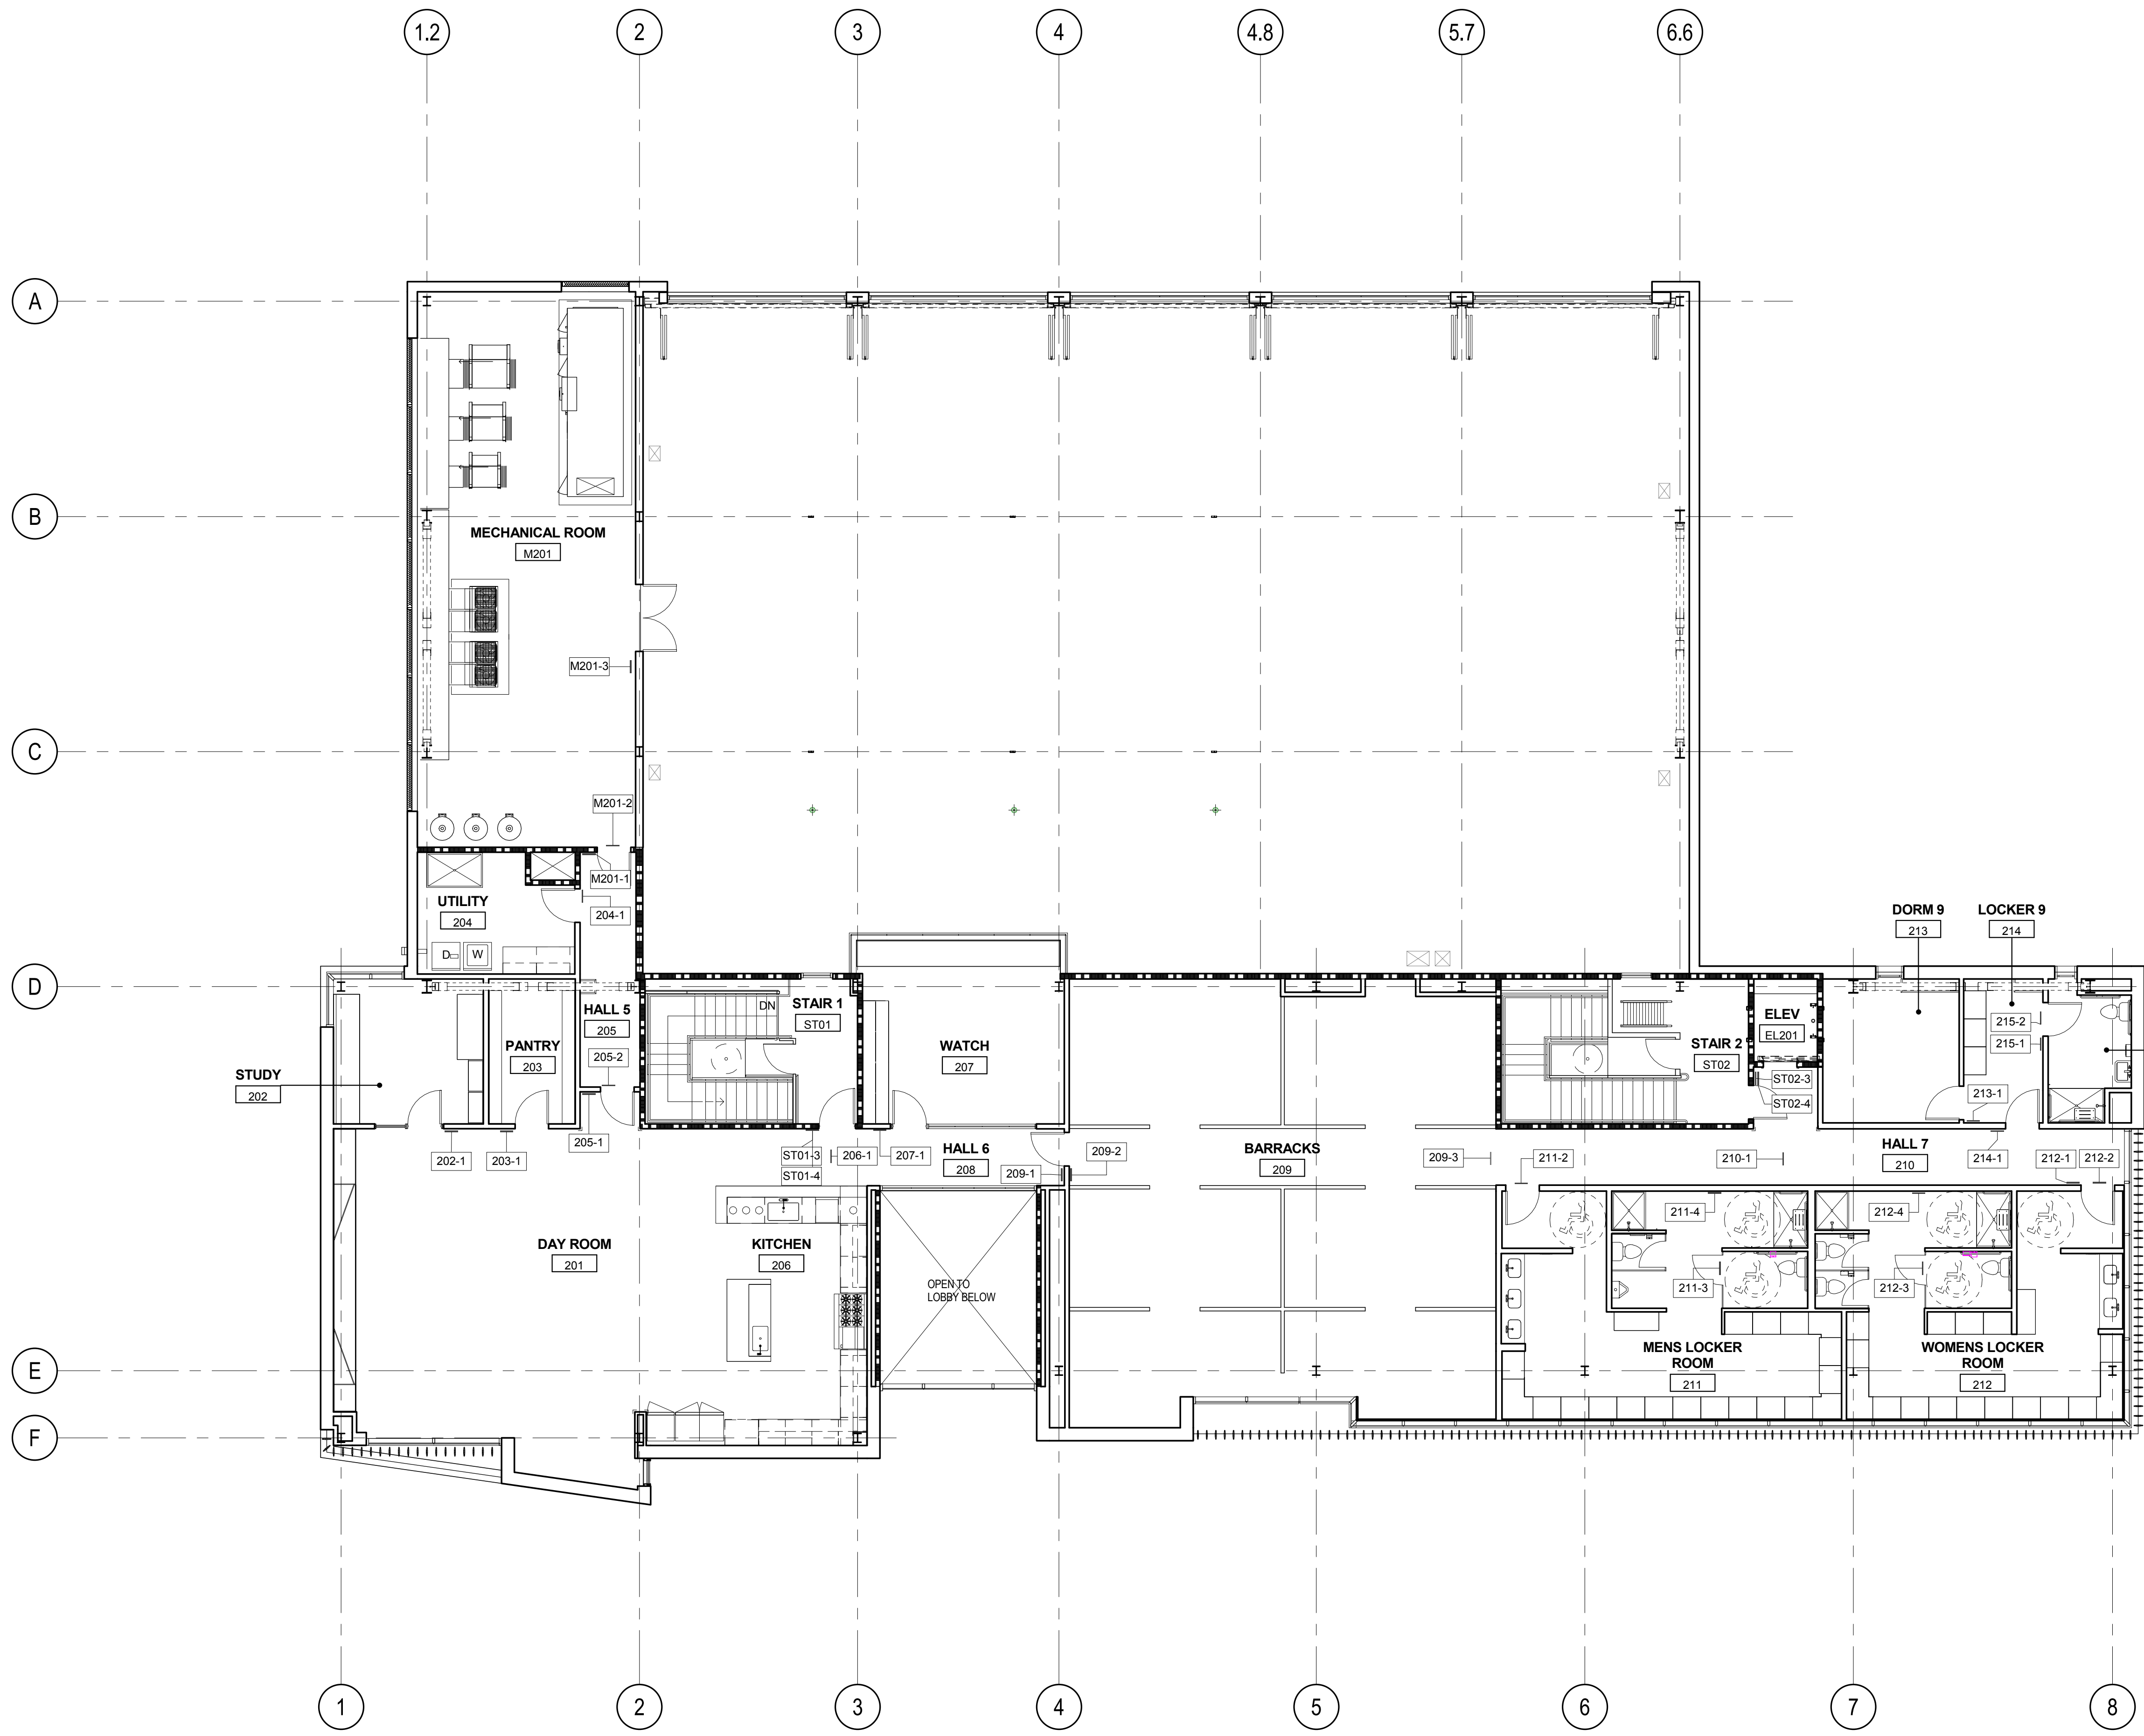 1.2
2
3
4
4.8
5.7
6.6
A
B
MECHANICAL ROOM
M201
M201-3
C
M201-2
M201-1
UTILITY
204
204-1
D
W
DORM 9
213
LOCKER 9
214
D
HALL 5
205
DN
STAIR 1
ST01
ELEV
EL201
215-2
215-1
PANTRY
203
205-2
WATCH
207
STAIR 2
ST02
STUDY
202
ST02-3
ST02-4
213-1
205-1
202-1
203-1
ST01-3
ST01-4
206-1
207-1
HALL 6
208
209-1
209-2
BARRACKS
209
209-3
211-2
210-1
HALL 7
210
214-1
212-1
212-2
211-4
212-4
DAY ROOM
201
KITCHEN
206
OPEN TO
LOBBY BELOW
211-3
212-3
MENS LOCKER
ROOM
211
WOMENS LOCKER
ROOM
212
E
F
1
2
3
4
5
6
7
8